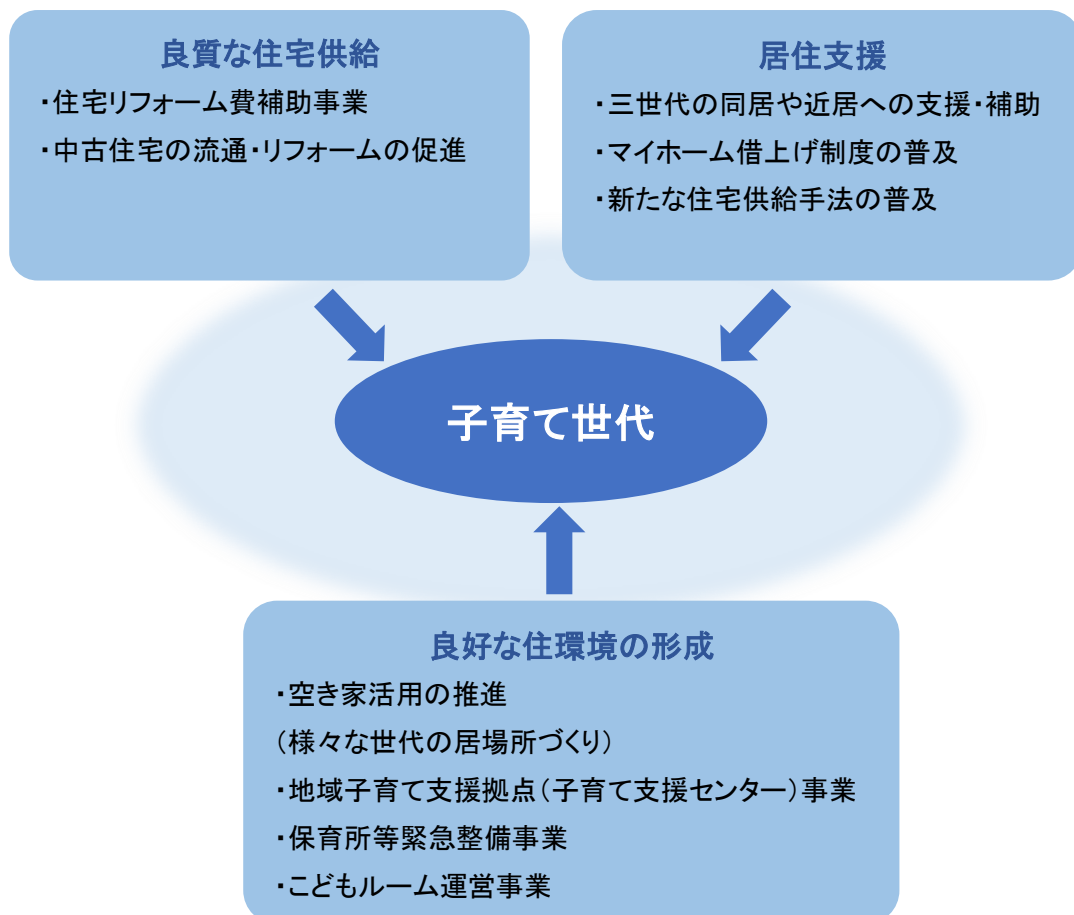 良質な住宅供給
・住宅リフォーム費補助事業
・中古住宅の流通・リフォームの促進
居住支援
・三世代の同居や近居への支援・補助
・マイホーム借上げ制度の普及
・新たな住宅供給手法の普及
子育て世代
良好な住環境の形成
・空き家活用の推進
(様々な世代の居場所づくり)
・地域子育て支援拠点(子育て支援センター)事業
・保育所等緊急整備事業
・こどもルーム運営事業